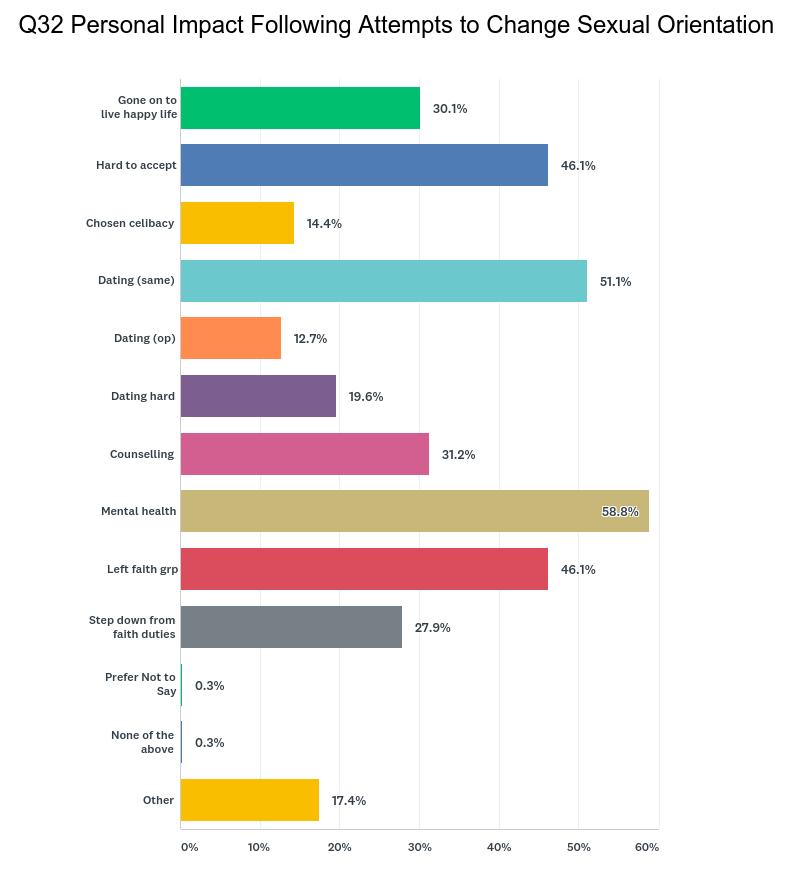 Q32 Personal Impact Following Attempts to Change Sexual Orientation
Gone on to
live happy life
30.1%
Hard to accept
46.1%
Chosen celibacy
14.4%
Dating (same)
51.1%
Dating (op)
12.7%
Dating hard
19.6%
Counselling
31.2%
Mental health
58.8%
Left faith grp
46.1%
Step down from
faith duties
27.9%
Prefer Not to
Say
0.3%
None of the
above
0.3%
Other
17.4%
0% 10% 20% 30% 40% 50% 60%